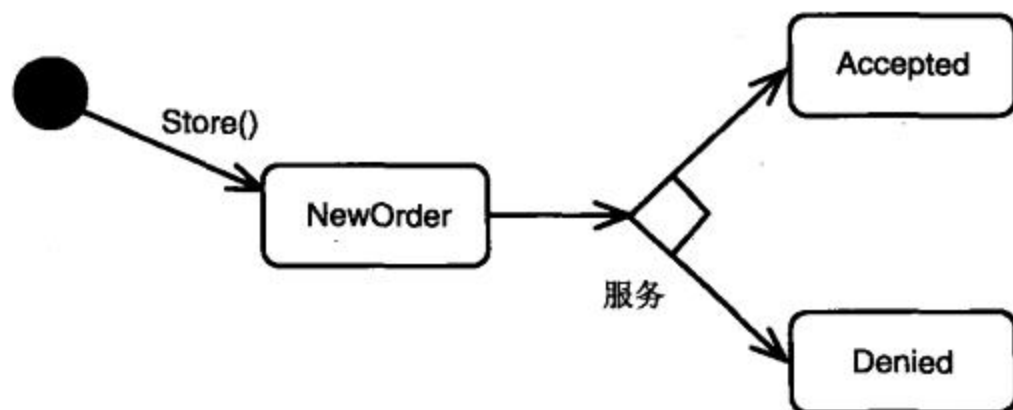 Accepted
Store()
NewOrder
服务
Denied